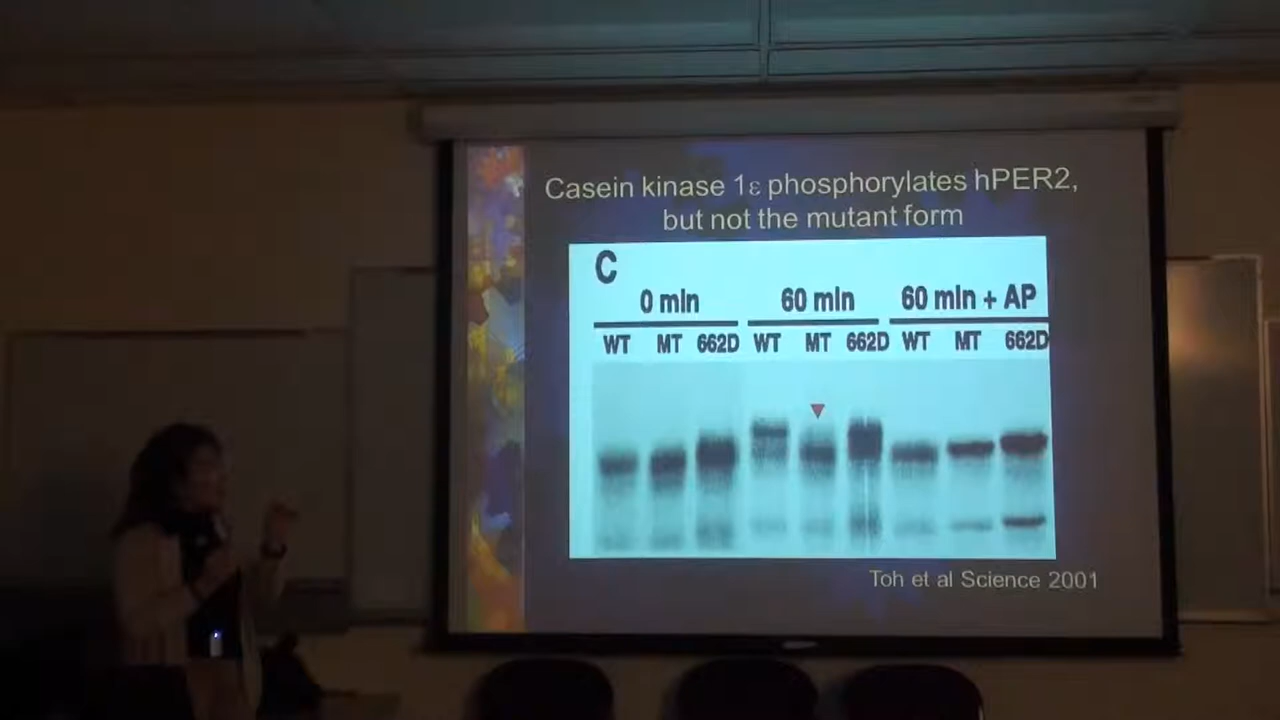 Casein kinase 1ε phosphorylates hPER2,
but not the mutant form
C
0 min 60 min 60 min + AP
WT MT 662D WT MT 662D WT MT 662D
Toh et al Science 2001